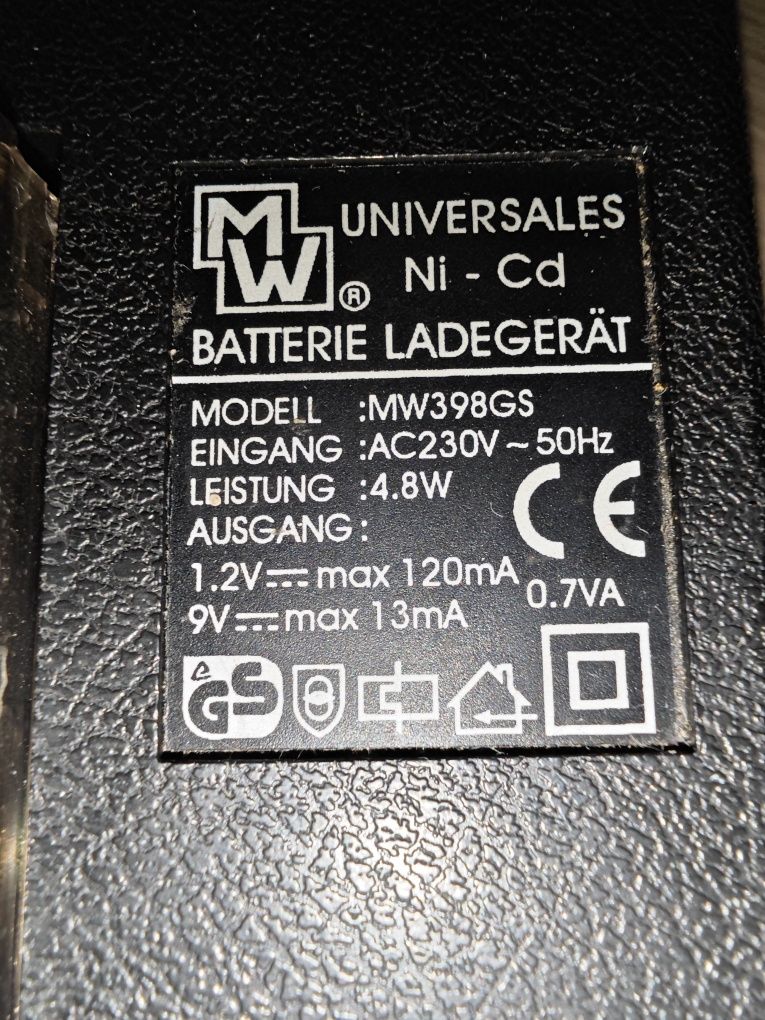 MW® UNIVERSALES
Ni - Cd
BATTERIE LADEGERÄT
MODELL :MW398GS
EINGANG :AC230V ~ 50Hz
LEISTUNG :4.8W
AUSGANG :
CE
1.2V⎓ max 120mA
0.7VA
9V⎓ max 13mA
GS